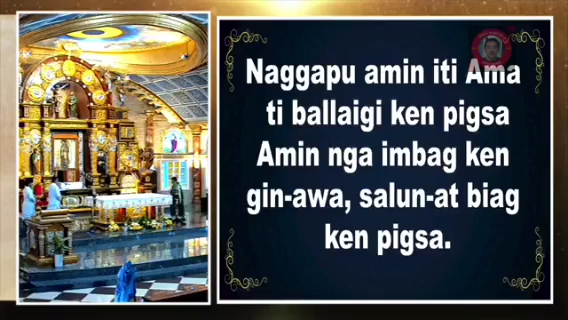 Naggapu amin iti Ama
ti ballaigi ken pigsa
Amin nga imbag ken
gin-awa, salun-at biag
ken pigsa.